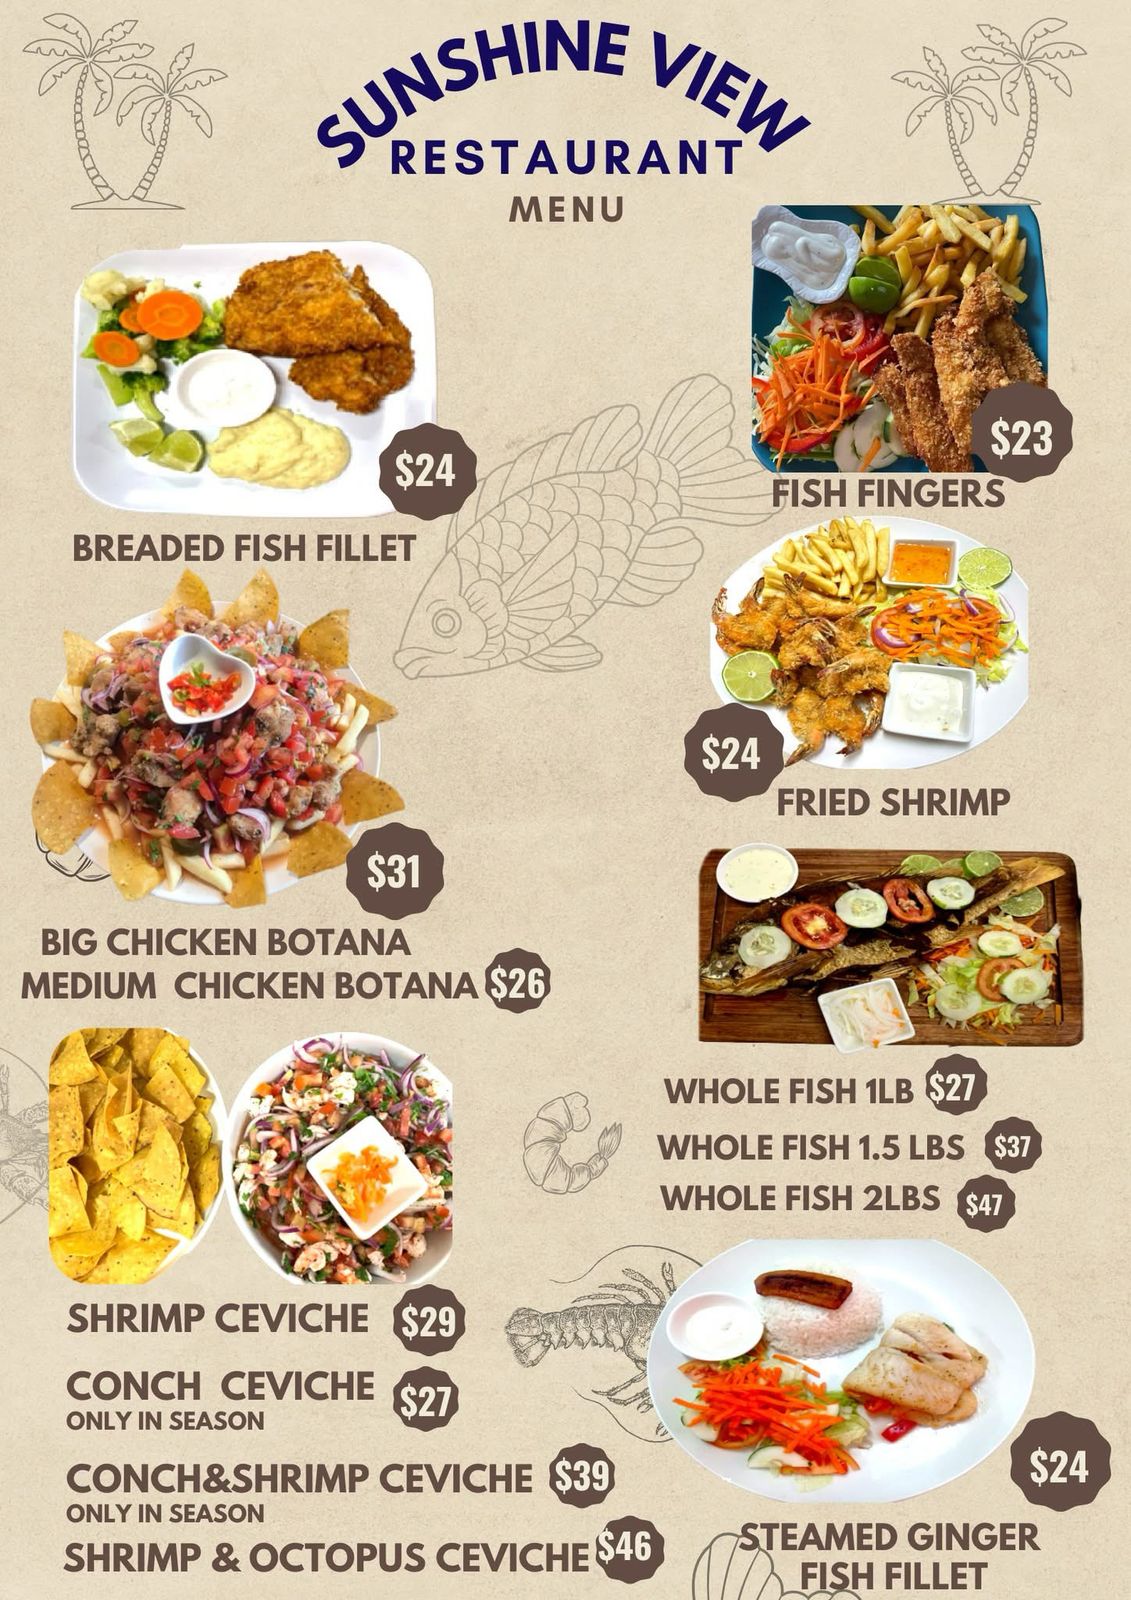 SUNSHINE VIEW
RESTAURANT
MENU
$24
BREADED FISH FILLET
$23
FISH FINGERS
$24
FRIED SHRIMP
$31
BIG CHICKEN BOTANA
MEDIUM CHICKEN BOTANA $26
WHOLE FISH 1LB $27
WHOLE FISH 1.5 LBS $37
WHOLE FISH 2LBS $47
SHRIMP CEVICHE $29
CONCH CEVICHE $27
ONLY IN SEASON
CONCH&SHRIMP CEVICHE $39
ONLY IN SEASON
SHRIMP & OCTOPUS CEVICHE $46
$24
STEAMED GINGER
FISH FILLET